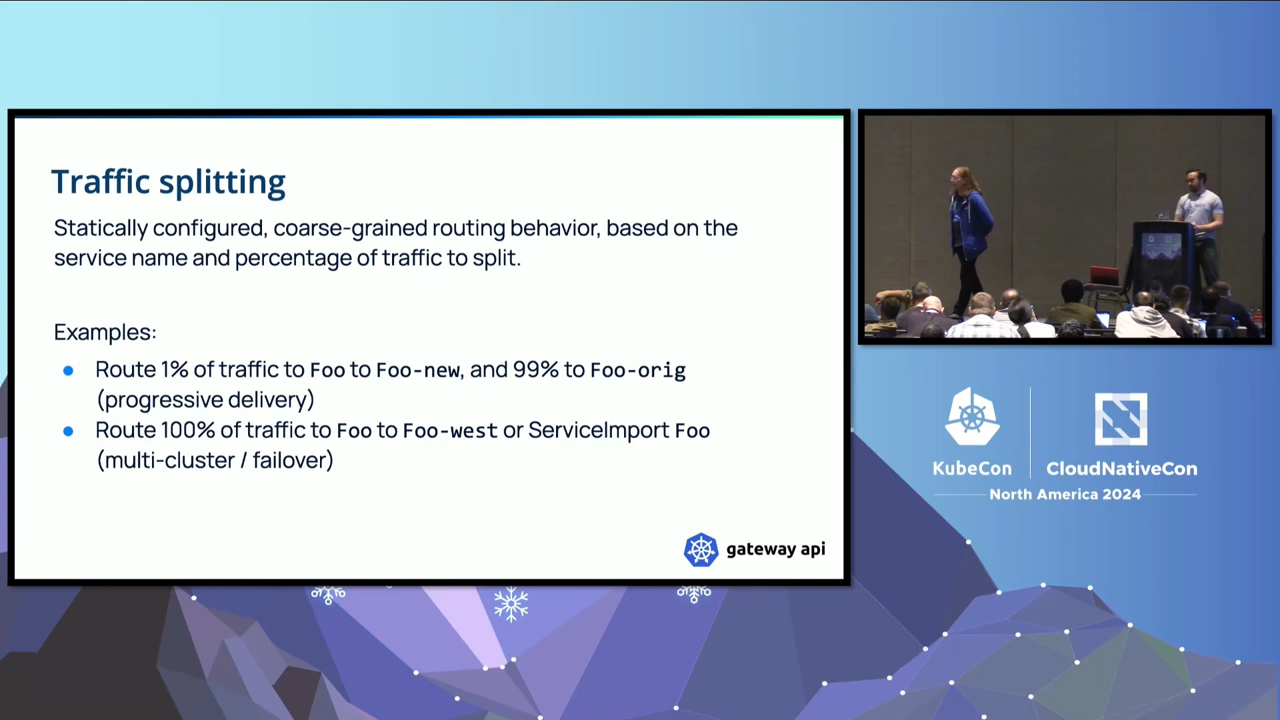 Traffic splitting
Statically configured, coarse-grained routing behavior, based on the
service name and percentage of traffic to split.
Examples:
Route 1% of traffic to Foo to Foo-new, and 99% to Foo-orig
(progressive delivery)
Route 100% of traffic to Foo to Foo-west or ServiceImport Foo
(multi-cluster / failover)
gateway api
KubeCon
CloudNativeCon
North America 2024